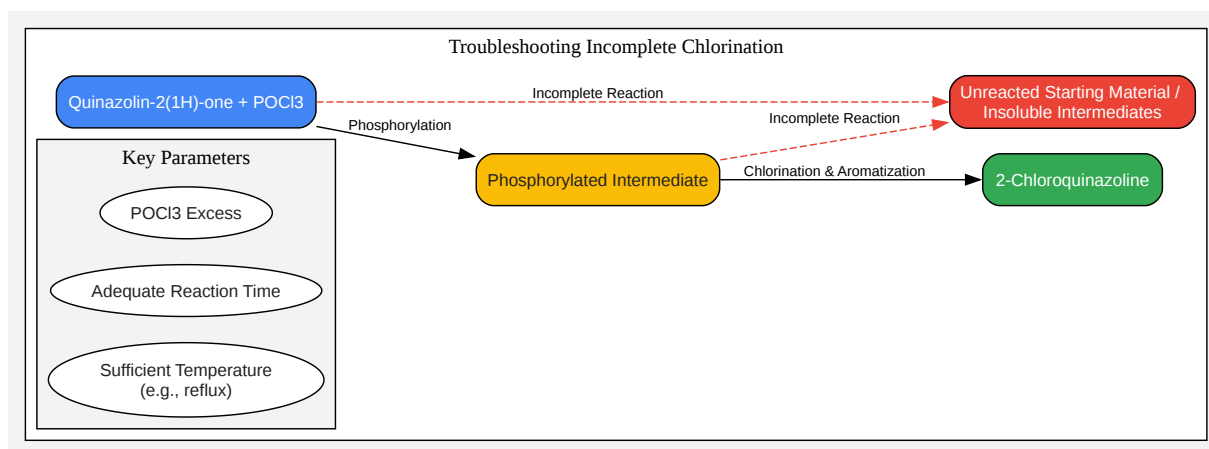 Troubleshooting Incomplete Chlorination
Quinazolin-2(1H)-one + POCl3
Incomplete Reaction
Unreacted Starting Material /
Insoluble Intermediates
Phosphorylation
Incomplete Reaction
Phosphorylated Intermediate
Chlorination & Aromatization
2-Chloroquinazoline
Key Parameters
POCl3 Excess
Adequate Reaction Time
Sufficient Temperature
(e.g., reflux)